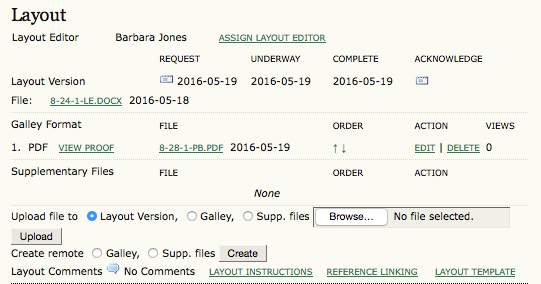 Layout
Layout Editor Barbara Jones ASSIGN LAYOUT EDITOR
REQUEST UNDERWAY COMPLETE ACKNOWLEDGE
Layout Version 2016-05-19 2016-05-19 2016-05-19
File: 8-24-1-LE.DOCX 2016-05-18
Galley Format FILE ORDER ACTION VIEWS
1. PDF VIEW PROOF 8-28-1-PB.PDF 2016-05-19 ↑ ↓ EDIT | DELETE 0
Supplementary Files FILE ORDER ACTION
None
Upload file to Layout Version, Galley, Supp. files Browse... No file selected.
Upload
Create remote Galley, Supp. files Create
Layout Comments No Comments LAYOUT INSTRUCTIONS REFERENCE LINKING LAYOUT TEMPLATE